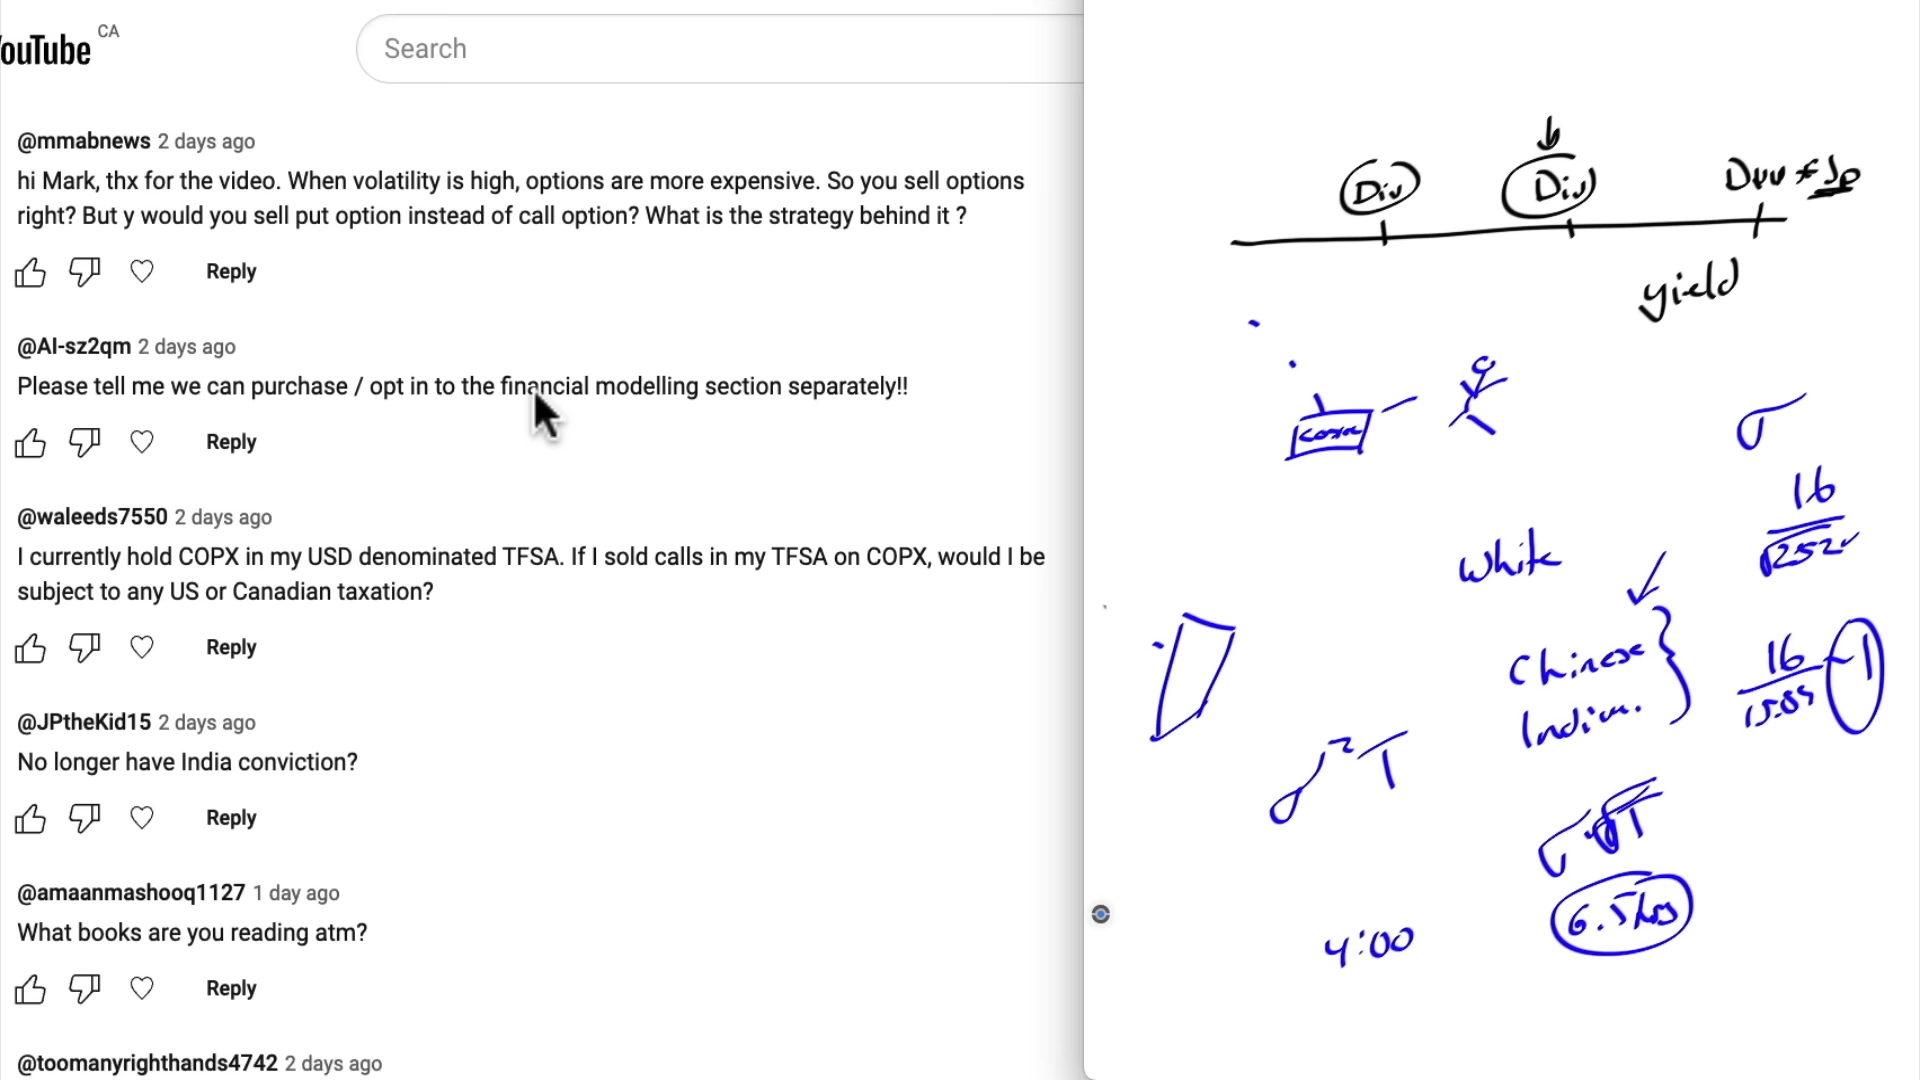 ouTube CA
Search
@mmabnews 2 days ago
hi Mark, thx for the video. When volatility is high, options are more expensive. So you sell options
right? But y would you sell put option instead of call option? What is the strategy behind it ?
Reply
@AI-sz2qm 2 days ago
Please tell me we can purchase / opt in to the financial modelling section separately!!
Reply
@waleeds7550 2 days ago
I currently hold COPX in my USD denominated TFSA. If I sold calls in my TFSA on COPX, would I be
subject to any US or Canadian taxation?
Reply
@JPtheKid15 2 days ago
No longer have India conviction?
Reply
@amaanmashooq1127 1 day ago
What books are you reading atm?
Reply
@toomanyrighthands4742 2 days ago
Div Div
yield
σ
16
√252
White
Chinese
16
1
σ²T
σ√T
6.5hrs
4:00